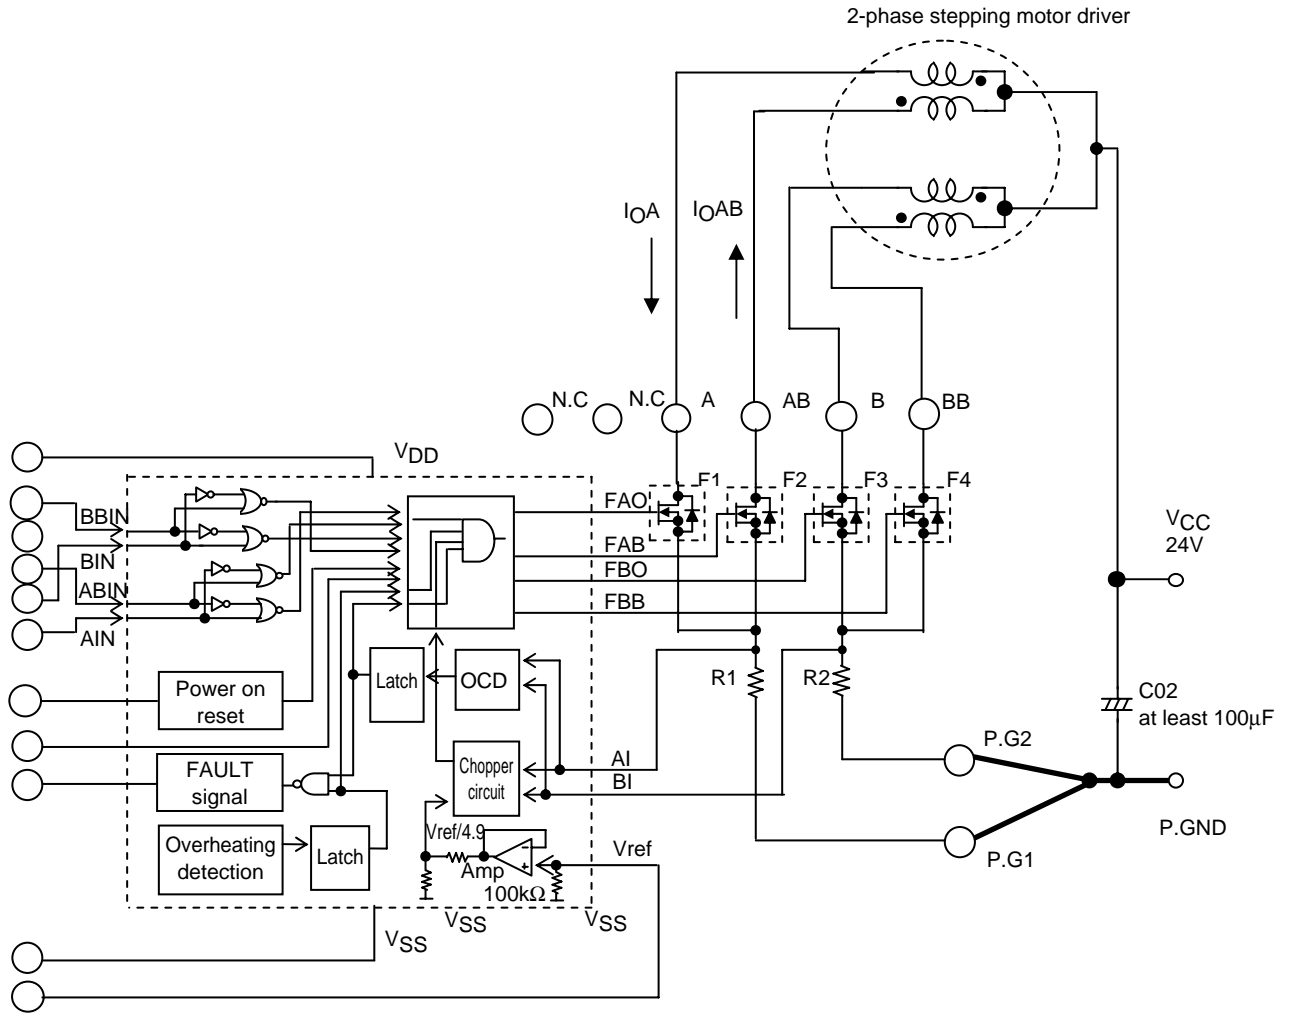 2-phase stepping motor driver
IOA
IOAB
N.C
N.C
A
AB
B
BB
VDD
F1
F2
F3
F4
BBIN
BIN
ABIN
AIN
FAO
FAB
FBO
FBB
VCC
24V
Power on
reset
Latch
OCD
R1
R2
C02
at least 100µF
FAULT
signal
Chopper
circuit
AI
BI
P.G2
P.GND
P.G1
Overheating
detection
Latch
Vref/4.9
Amp
100kΩ
Vref
VSS
VSS
VSS